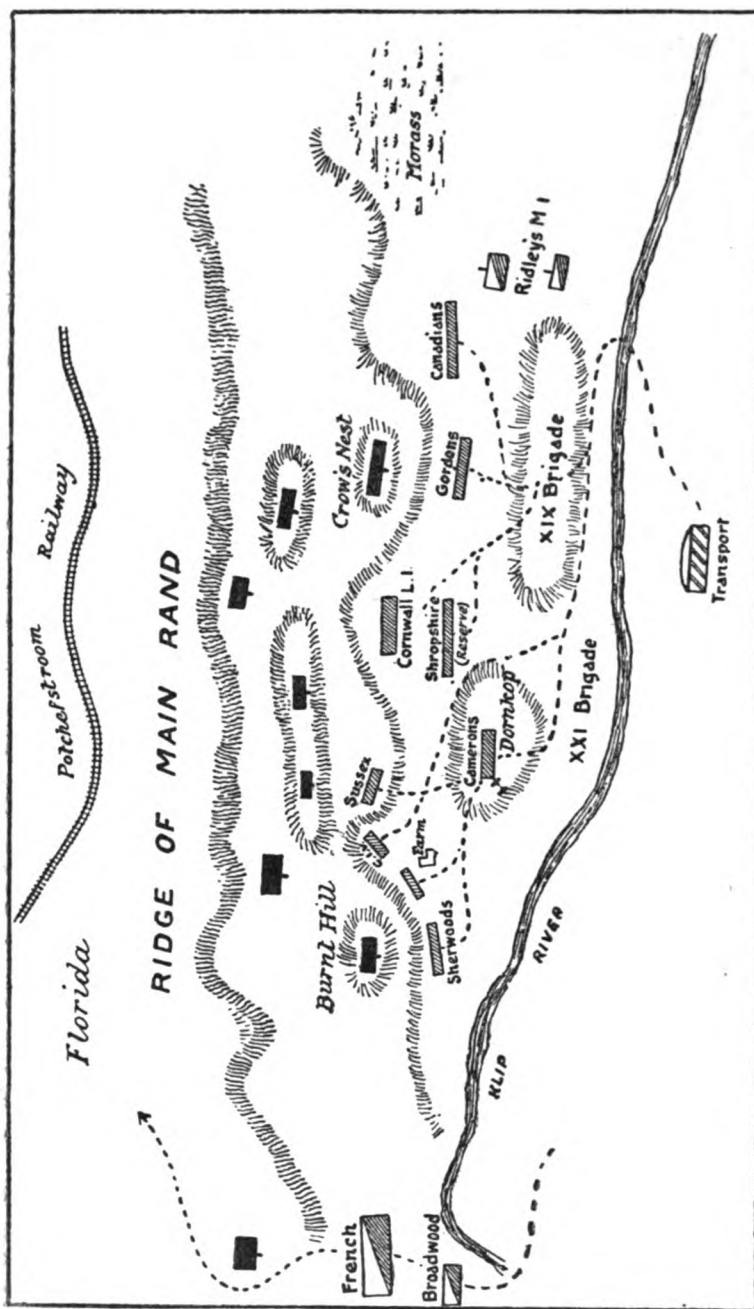 Potchefstroom Railway
Florida
RIDGE OF MAIN RAND
Burnt Hill
Crow's Nest
Morass
Sussex
Farm
Sherwoods
Camerons
Dornkop
Cornwall L.I.
Shropshire
(Reserve)
Gordons
Canadians
Ridley's M I
XIX Brigade
XXI Brigade
French
Broadwood
KLIP RIVER
Transport